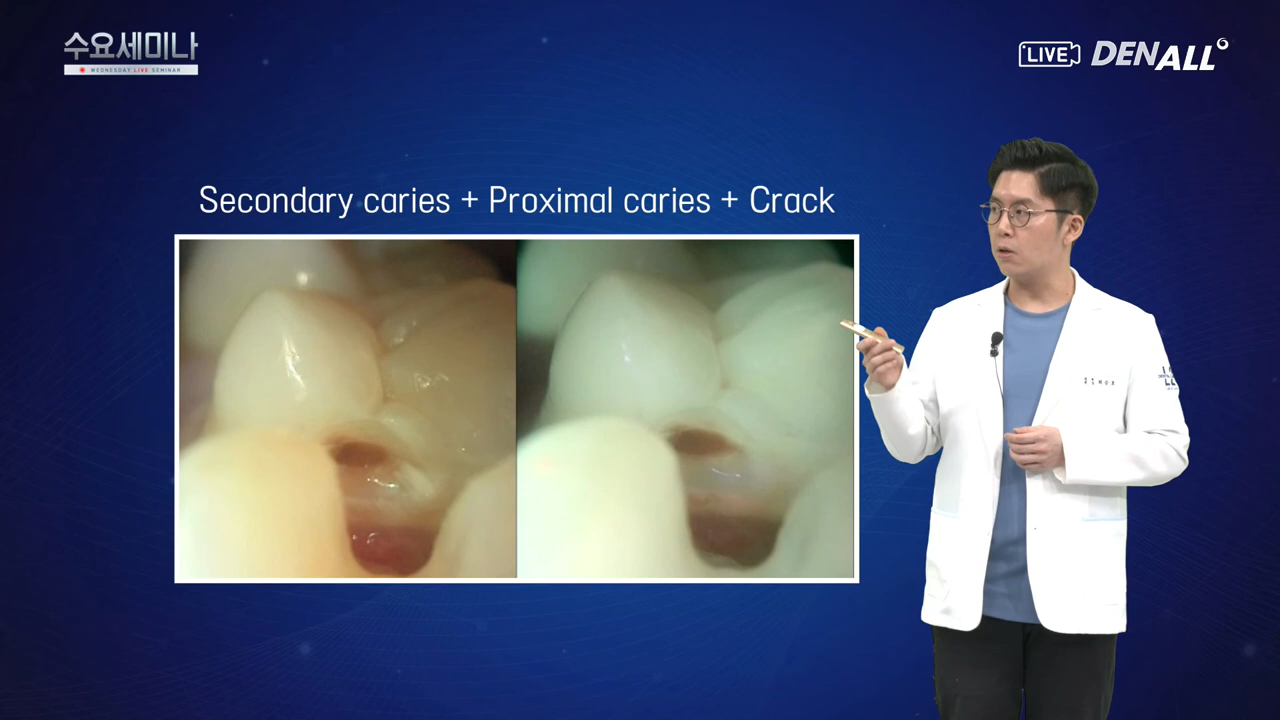 수요세미나
WEDNESDAY LIVE SEMINAR
LIVE DENALL
Secondary caries + Proximal caries + Crack